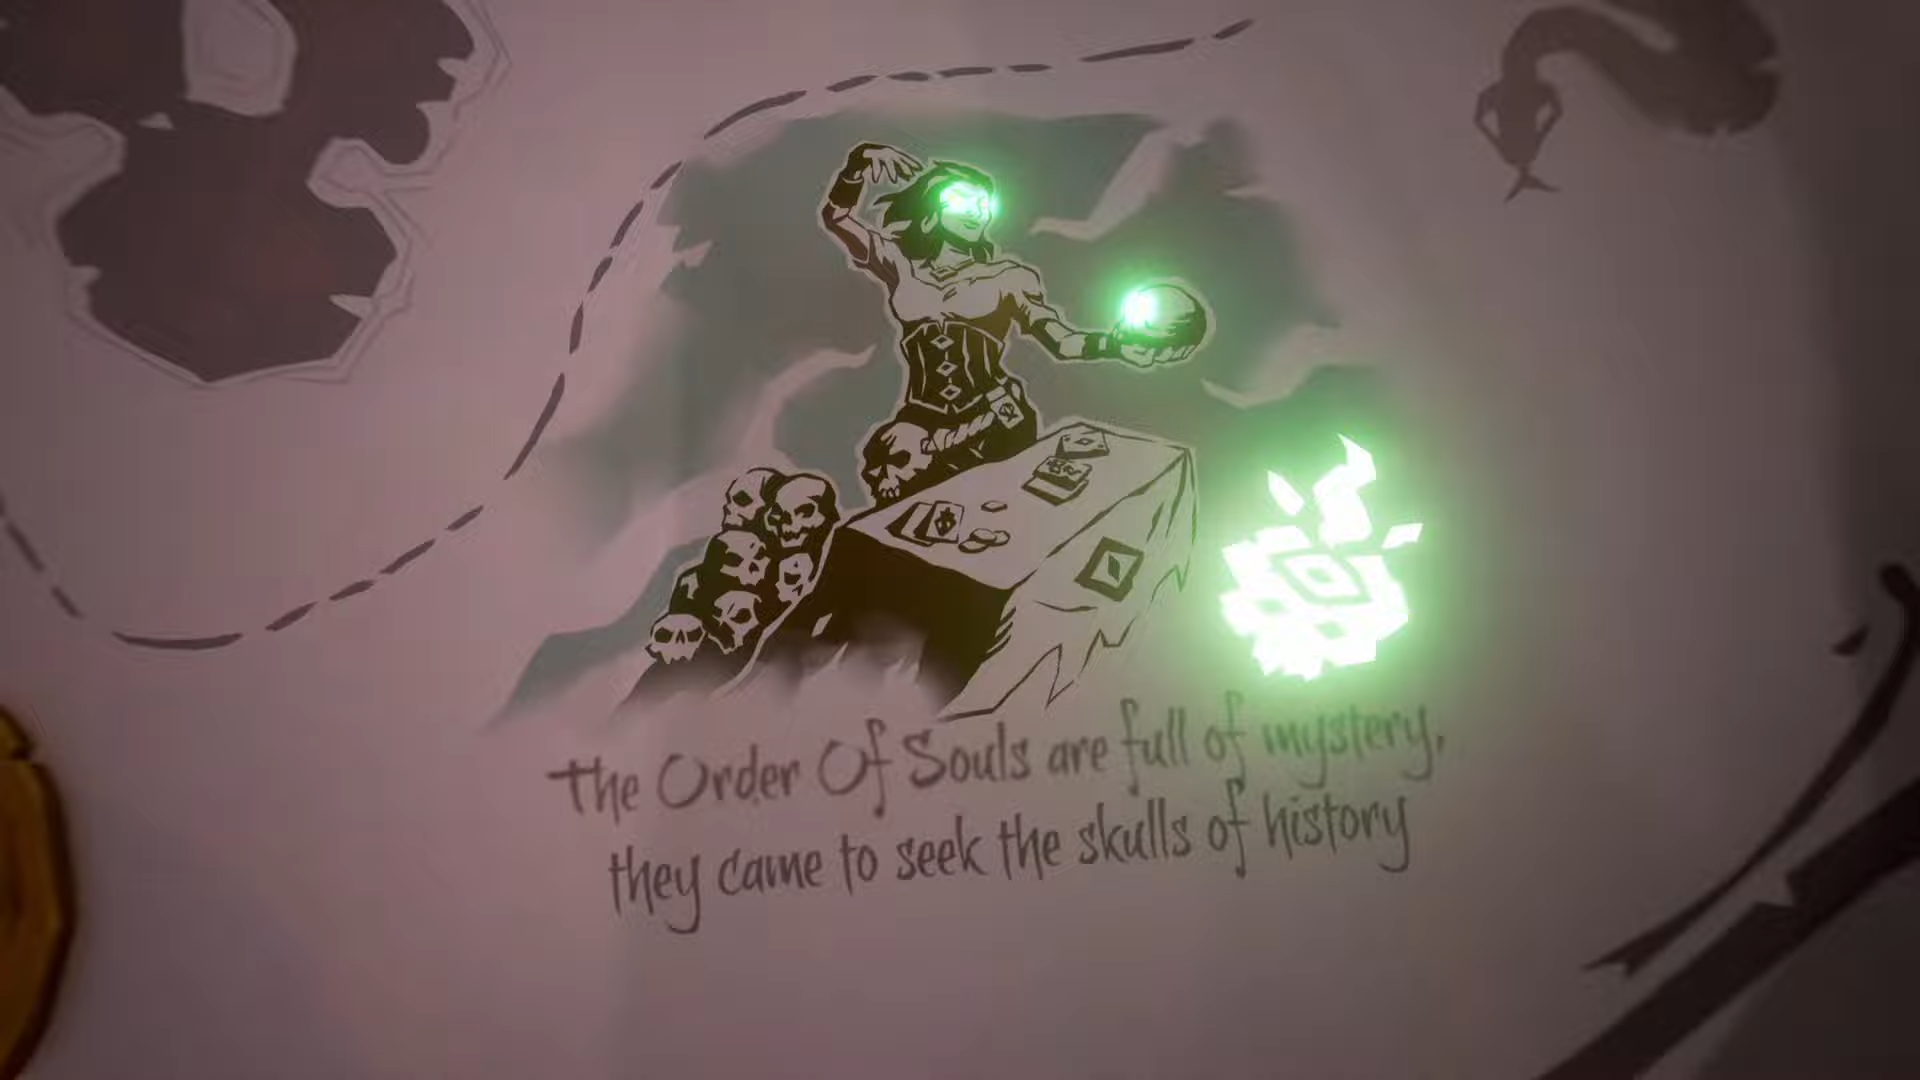 The Order Of Souls are full of mystery,
they came to seek the skulls of history